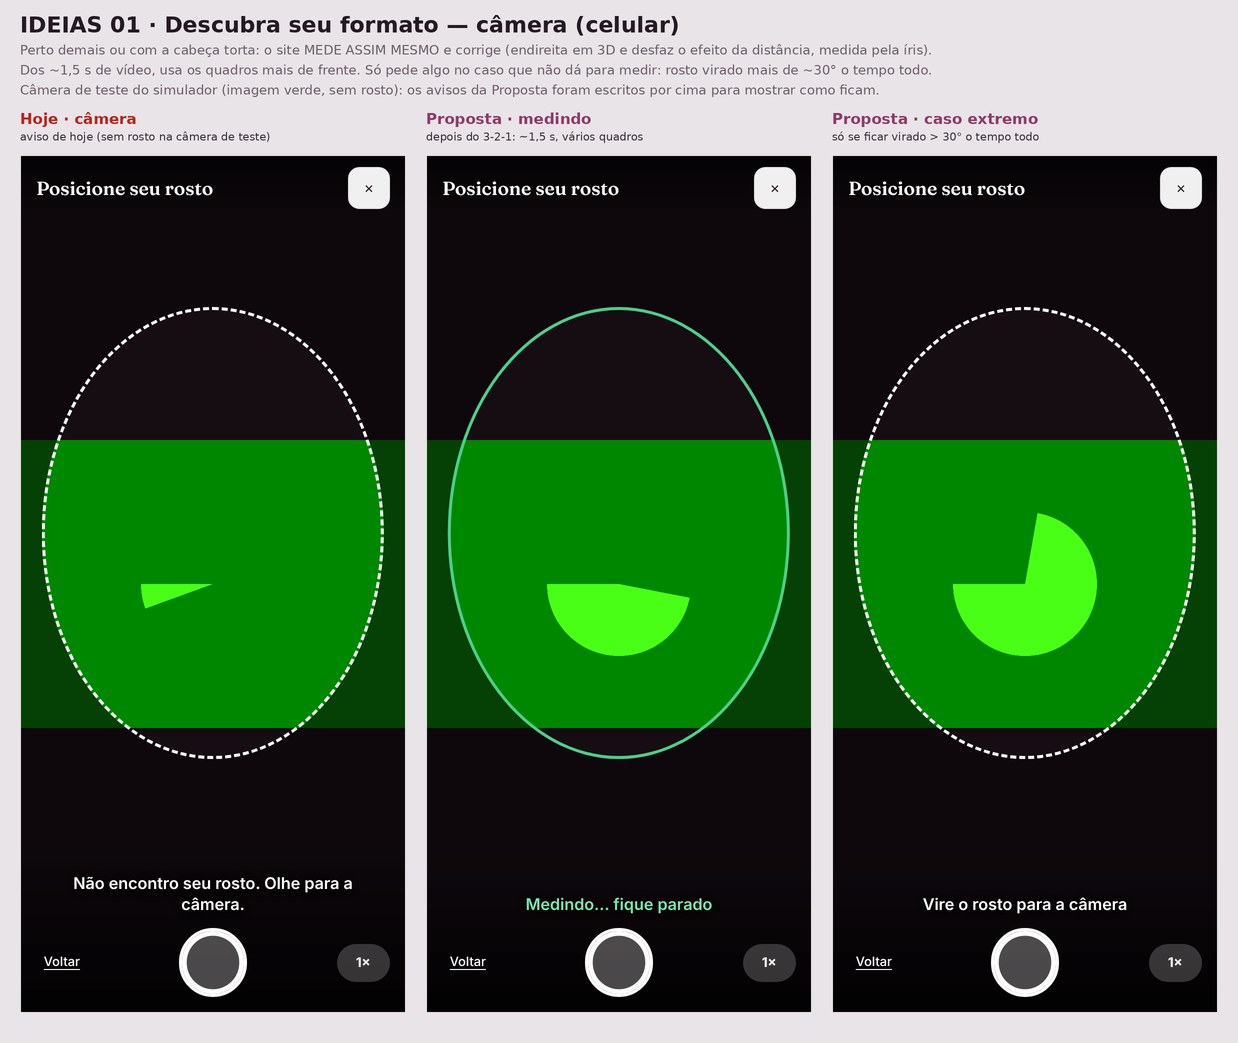 IDEIAS 01 · Descubra seu formato — câmera (celular)
Perto demais ou com a cabeça torta: o site MEDE ASSIM MESMO e corrige (endireita em 3D e desfaz o efeito da distância, medida pela íris).
Dos ~1,5 s de vídeo, usa os quadros mais de frente. Só pede algo no caso que não dá para medir: rosto virado mais de ~30° o tempo todo.
Câmera de teste do simulador (imagem verde, sem rosto): os avisos da Proposta foram escritos por cima para mostrar como ficam.
Hoje · câmera
aviso de hoje (sem rosto na câmera de teste)
Posicione seu rosto
×
Não encontro seu rosto. Olhe para a
câmera.
Voltar
1×
Proposta · medindo
depois do 3-2-1: ~1,5 s, vários quadros
Posicione seu rosto
×
Medindo... fique parado
Voltar
1×
Proposta · caso extremo
só se ficar virado > 30° o tempo todo
Posicione seu rosto
×
Vire o rosto para a câmera
Voltar
1×